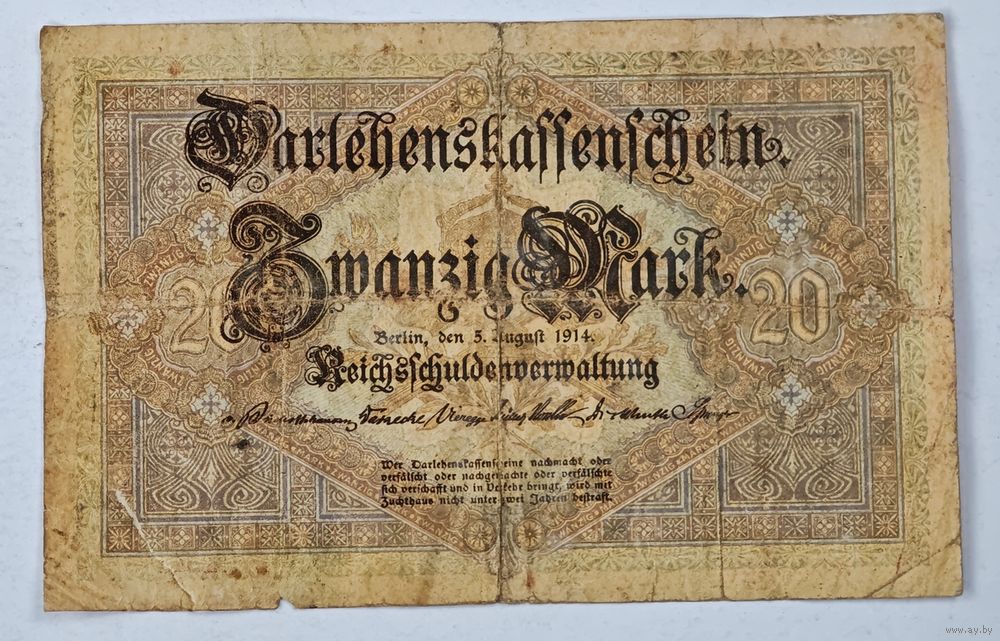 Darlehenskassenschein.
Zwanzig Mark.
20
20
Berlin, den 5. August 1914.
Reichsschuldenverwaltung
Wer Darlehenskassenscheine nachmacht oder
verfälscht oder nachgemachte oder verfälschte
sich verschafft und in Verkehr bringt, wird mit
Zuchthaus nicht unter zwei Jahren bestraft.
www.ay.by